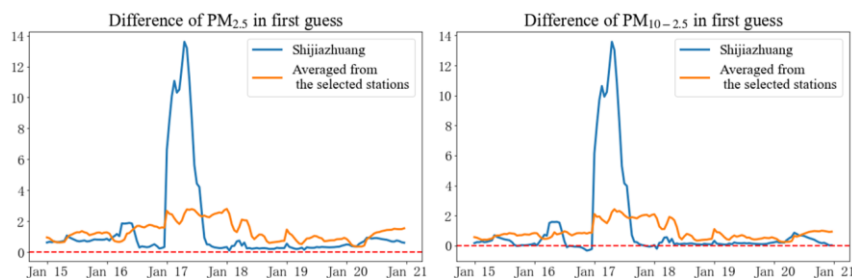 Difference of PM2.5 in first guess
14
12
10
8
6
4
2
0
Shijiazhuang
Averaged from
the selected stations
Jan 15 Jan 16 Jan 17 Jan 18 Jan 19 Jan 20 Jan 21
Difference of PM10−2.5 in first guess
14
12
10
8
6
4
2
0
Shijiazhuang
Averaged from
the selected stations
Jan 15 Jan 16 Jan 17 Jan 18 Jan 19 Jan 20 Jan 21